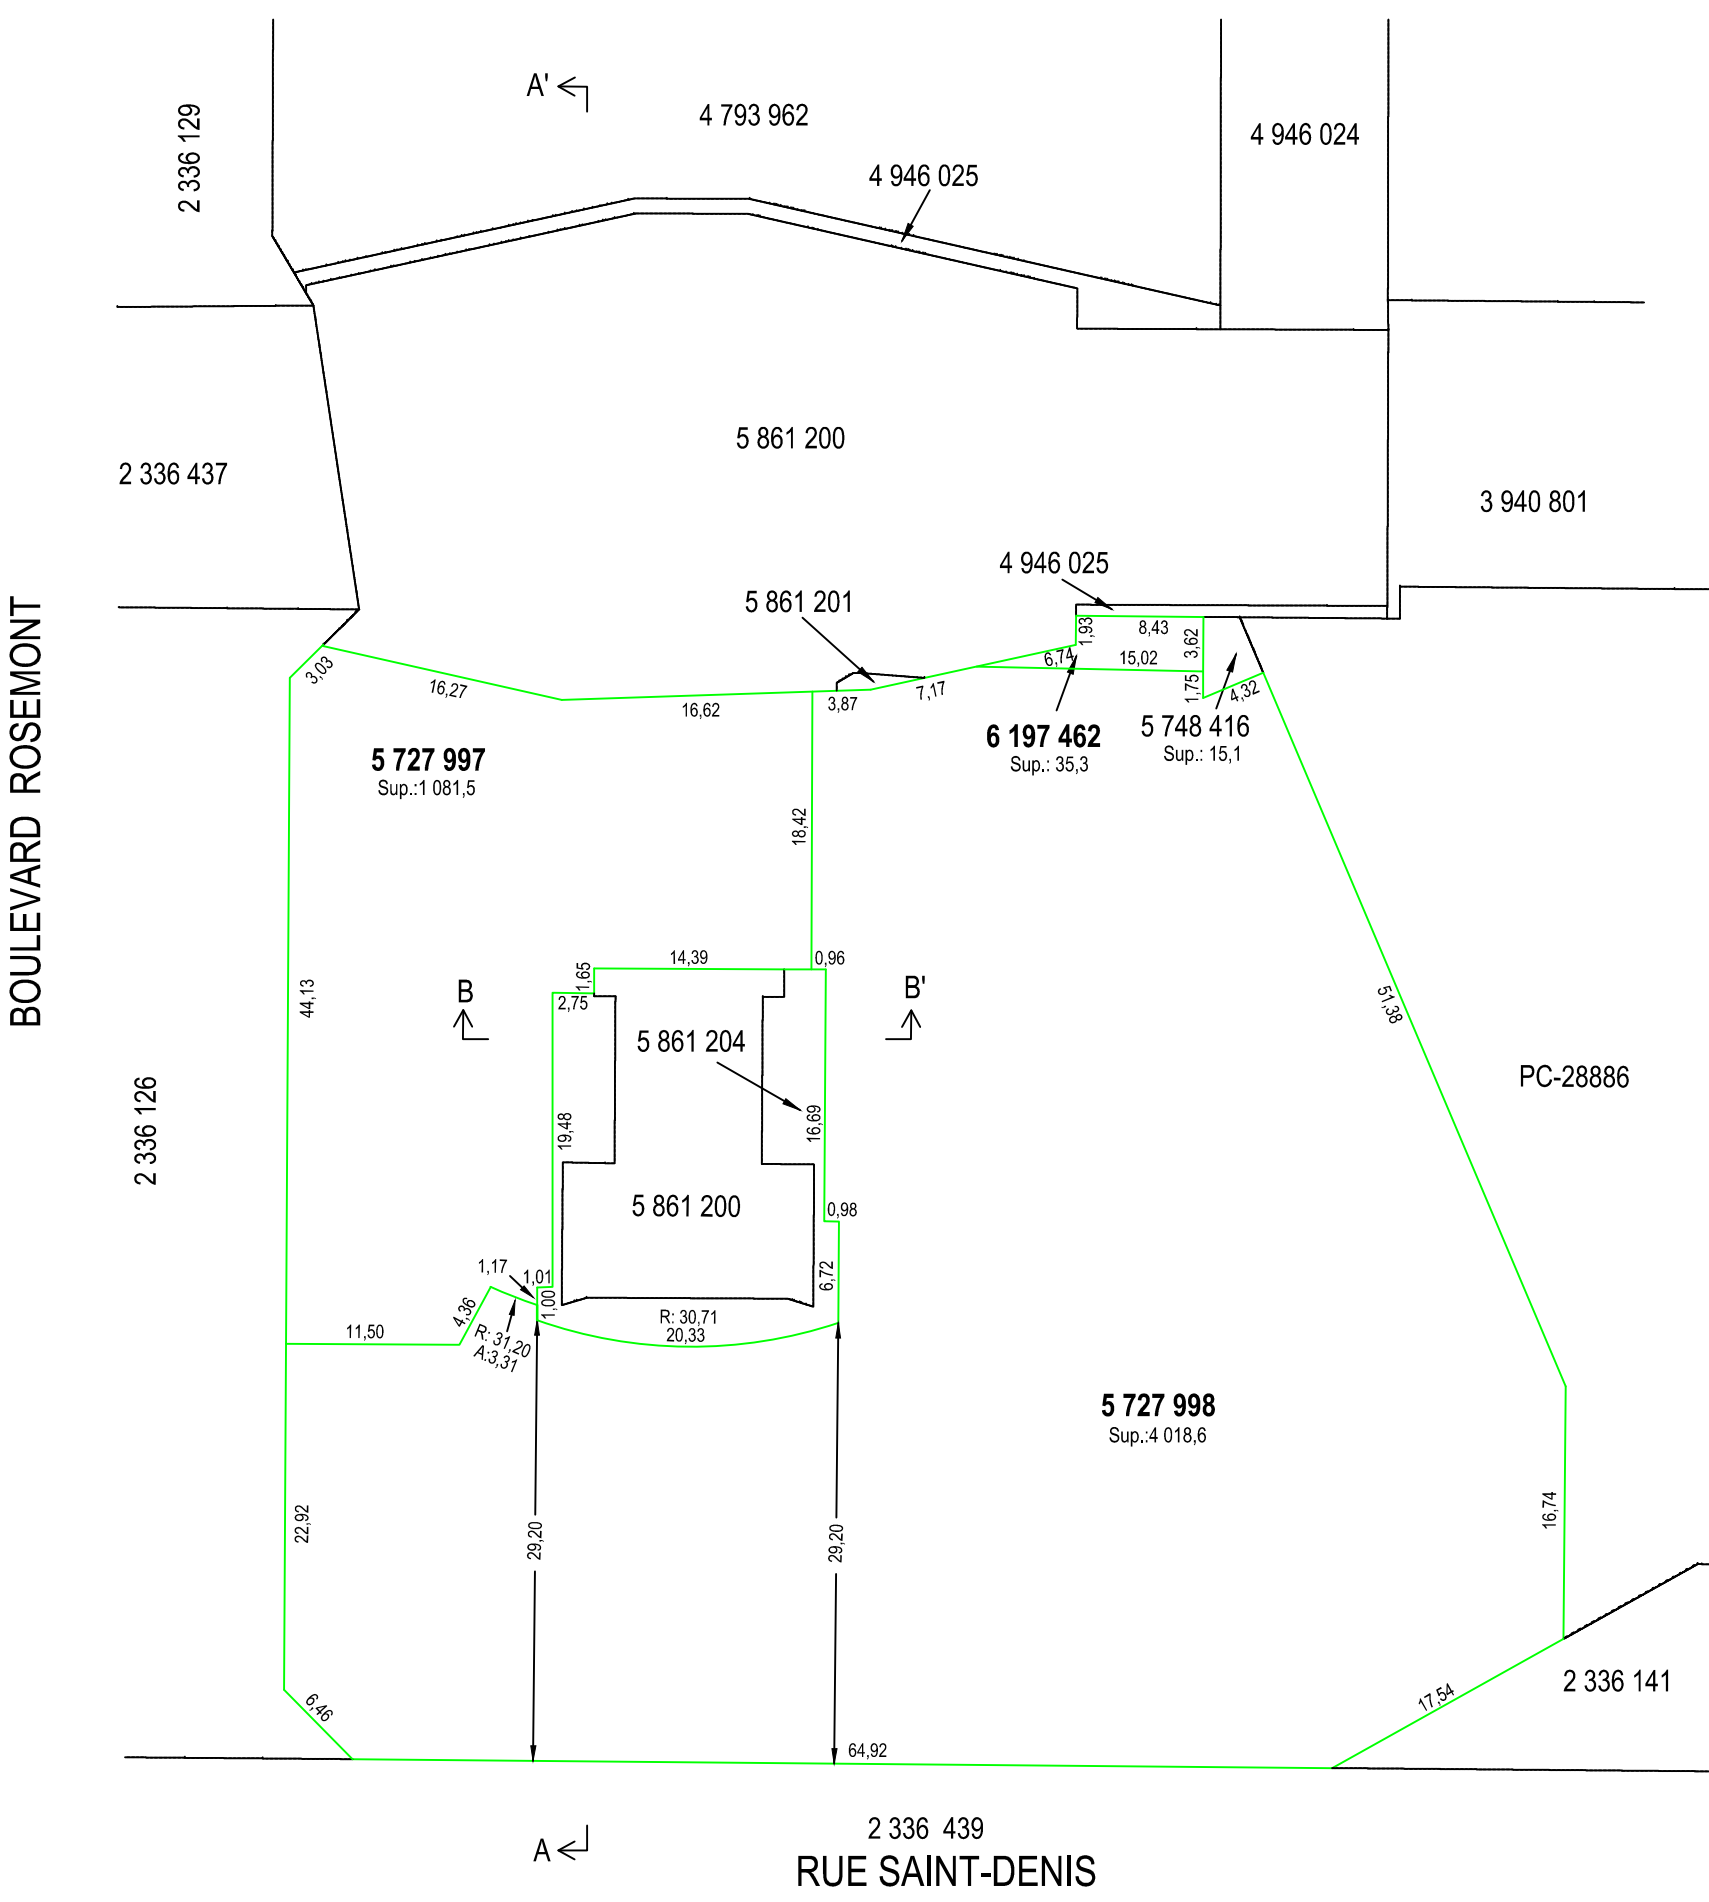 A'
4 793 962
2 336 129
4 946 024
4 946 025
5 861 200
2 336 437
3 940 801
4 946 025
5 861 201
1,93
8,43
3,62
6,74
15,02
3,03
16,27
7,17
1,75
4,32
16,62
3,87
6 197 462
Sup.: 35,3
5 748 416
Sup.: 15,1
5 727 997
Sup.:1 081,5
BOULEVARD ROSEMONT
18,42
14,39
0,96
1,65
2,75
44,13
B
B'
51,38
5 861 204
PC-28886
16,69
19,48
2 336 126
5 861 200
0,98
1,17
1,01
1,00
6,72
4,36
R: 31,20
A:3,31
R: 30,71
20,33
11,50
5 727 998
Sup.:4 018,6
22,92
29,20
29,20
16,74
2 336 141
17,54
6,46
64,92
2 336 439
A
RUE SAINT-DENIS